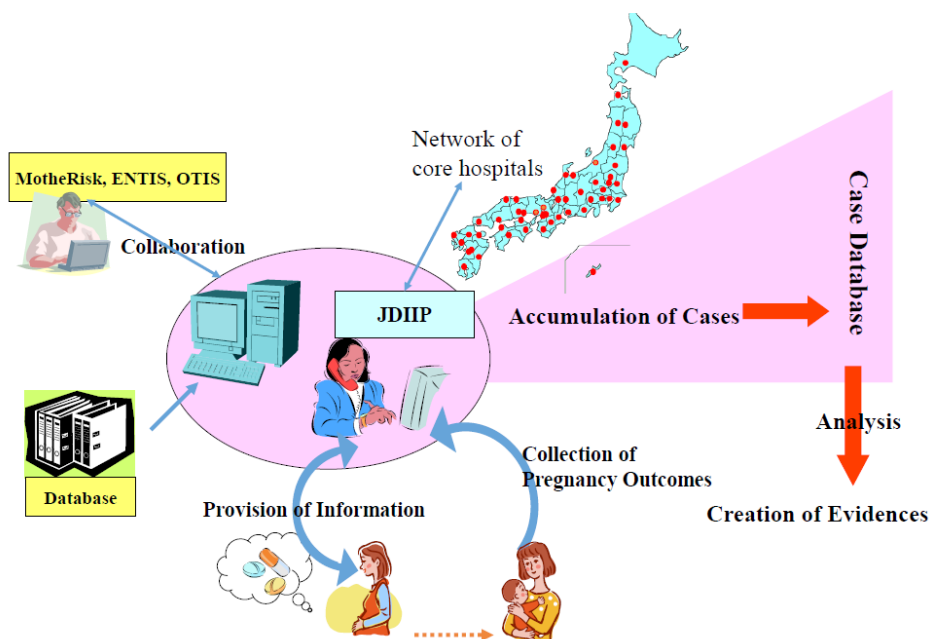 Network of
core hospitals
MotheRisk, ENTIS, OTIS
Collaboration
JDIIP
Accumulation of Cases
Case Database
Analysis
Creation of Evidences
Database
Collection of
Pregnancy Outcomes
Provision of Information